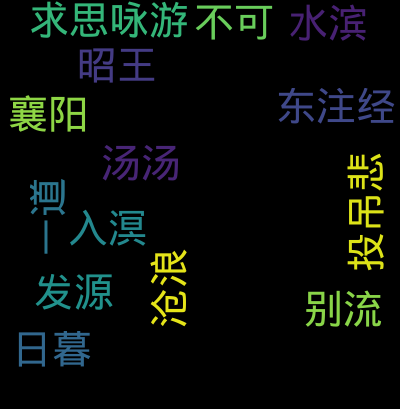 求思咏游
不可
水滨
昭王
东注经
襄阳
汤汤
一道
入溟
投吊悲
沧浪
发源
别流
日暮